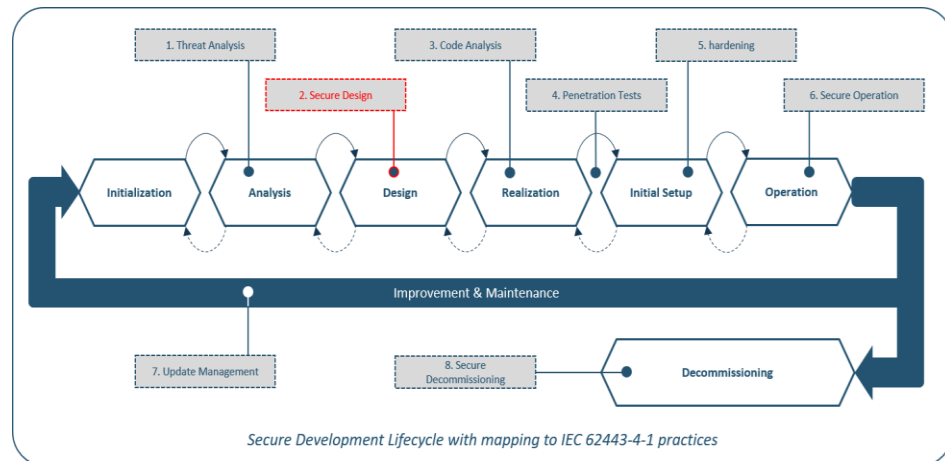 1. Threat Analysis
3. Code Analysis
5. hardening
2. Secure Design
4. Penetration Tests
6. Secure Operation
Initialization
Analysis
Design
Realization
Initial Setup
Operation
Improvement & Maintenance
7. Update Management
8. Secure
Decommissioning
Decommissioning
Secure Development Lifecycle with mapping to IEC 62443-4-1 practices